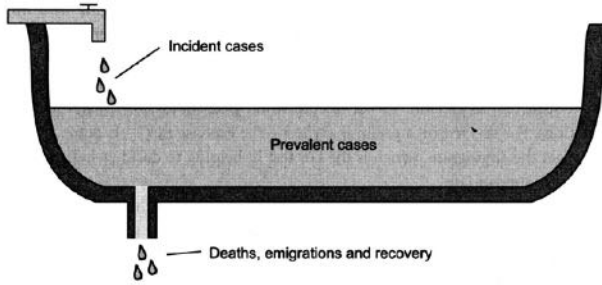 Incident cases
Prevalent cases
Deaths, emigrations and recovery